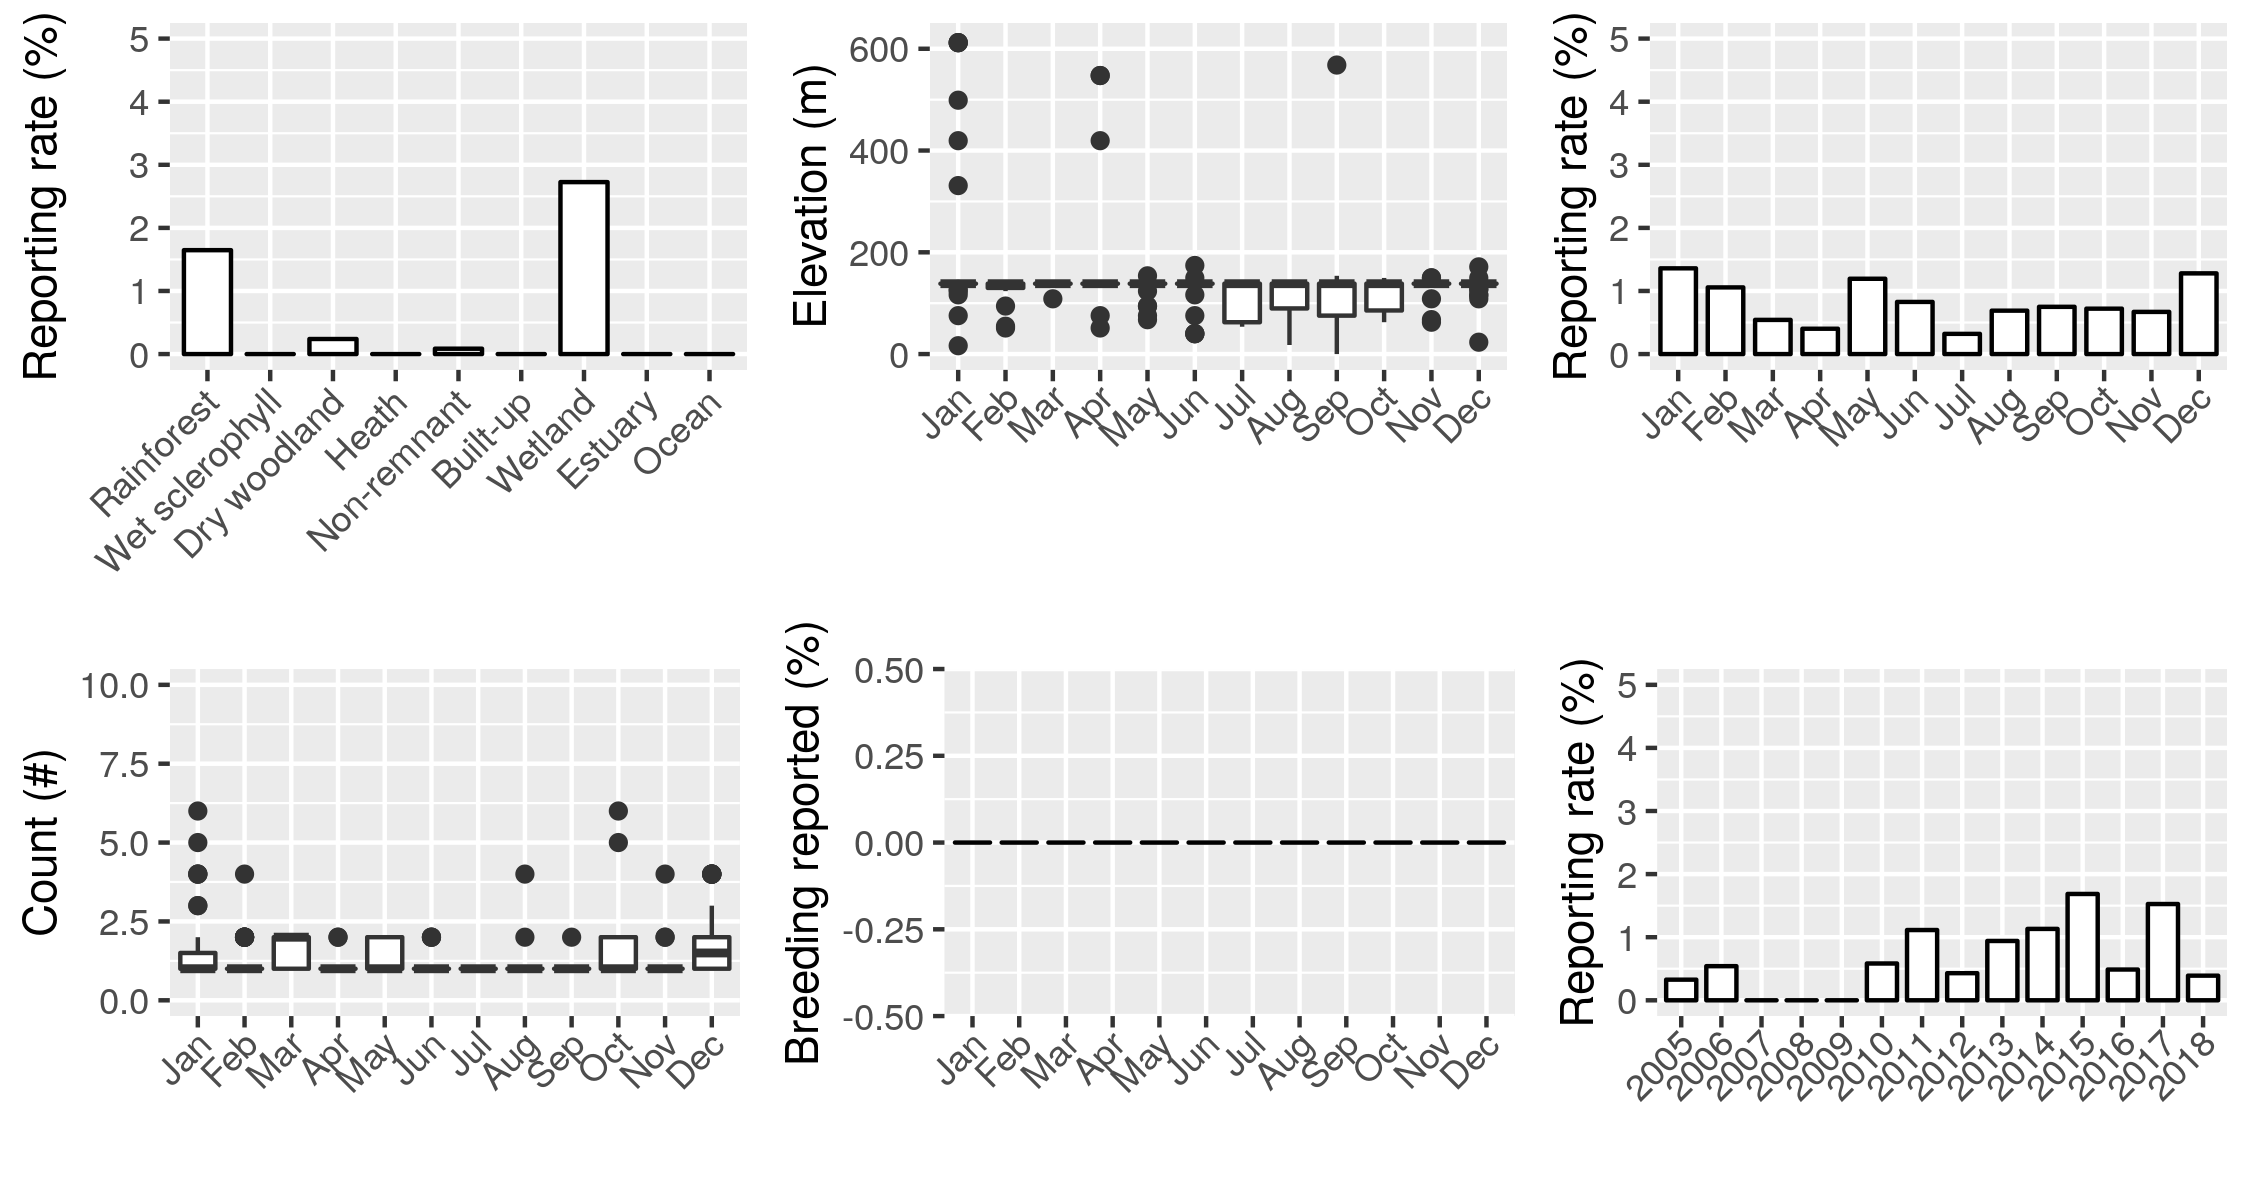 Reporting rate (%)
5
4
3
2
1
0
Rainforest
Wet sclerophyll
Dry woodland
Heath
Non-remnant
Built-up
Wetland
Estuary
Ocean
Elevation (m)
600
400
200
0
Jan
Feb
Mar
Apr
May
Jun
Jul
Aug
Sep
Oct
Nov
Dec
Reporting rate (%)
5
4
3
2
1
0
Jan
Feb
Mar
Apr
May
Jun
Jul
Aug
Sep
Oct
Nov
Dec
Count (#)
10.0
7.5
5.0
2.5
0.0
Jan
Feb
Mar
Apr
May
Jun
Jul
Aug
Sep
Oct
Nov
Dec
Breeding reported (%)
0.50
0.25
0.00
-0.25
-0.50
Jan
Feb
Mar
Apr
May
Jun
Jul
Aug
Sep
Oct
Nov
Dec
Reporting rate (%)
5
4
3
2
1
0
2005
2006
2007
2008
2009
2010
2011
2012
2013
2014
2015
2016
2017
2018